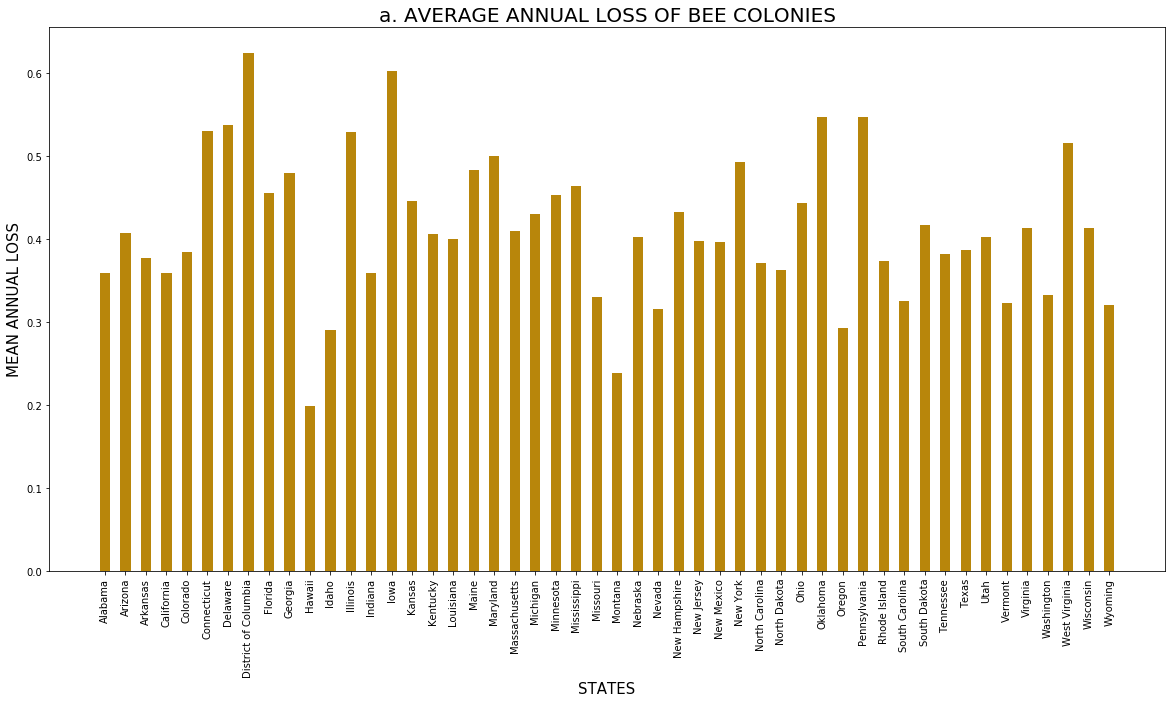 a. AVERAGE ANNUAL LOSS OF BEE COLONIES
MEAN ANNUAL LOSS
0.6
0.5
0.4
0.3
0.2
0.1
0.0
Alabama
Arizona
Arkansas
California
Colorado
Connecticut
Delaware
District of Columbia
Florida
Georgia
Hawaii
Idaho
Illinois
Indiana
Iowa
Kansas
Kentucky
Louisiana
Maine
Maryland
Massachusetts
Michigan
Minnesota
Mississippi
Missouri
Montana
Nebraska
Nevada
New Hampshire
New Jersey
New Mexico
New York
North Carolina
North Dakota
Ohio
Oklahoma
Oregon
Pennsylvania
Rhode Island
South Carolina
South Dakota
Tennessee
Texas
Utah
Vermont
Virginia
Washington
West Virginia
Wisconsin
Wyoming
STATES